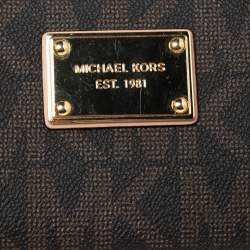 MICHAEL KORS
EST. 1981